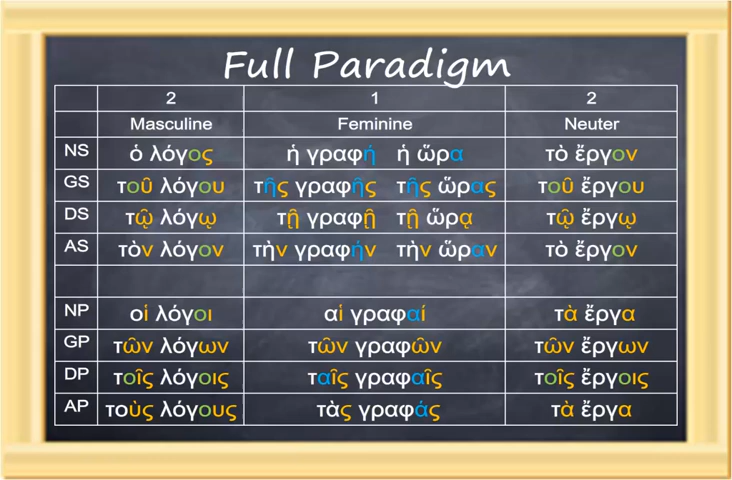 Full Paradigm
2 1 2
Masculine Feminine Neuter
NS ὁ λόγος ἡ γραφή ἡ ὥρα τὸ ἔργον
GS τοῦ λόγου τῆς γραφῆς τῆς ὥρας τοῦ ἔργου
DS τῷ λόγῳ τῇ γραφῇ τῇ ὥρᾳ τῷ ἔργῳ
AS τὸν λόγον τὴν γραφήν τὴν ὥραν τὸ ἔργον
NP οἱ λόγοι αἱ γραφαί τὰ ἔργα
GP τῶν λόγων τῶν γραφῶν τῶν ἔργων
DP τοῖς λόγοις ταῖς γραφαῖς τοῖς ἔργοις
AP τοὺς λόγους τὰς γραφάς τὰ ἔργα